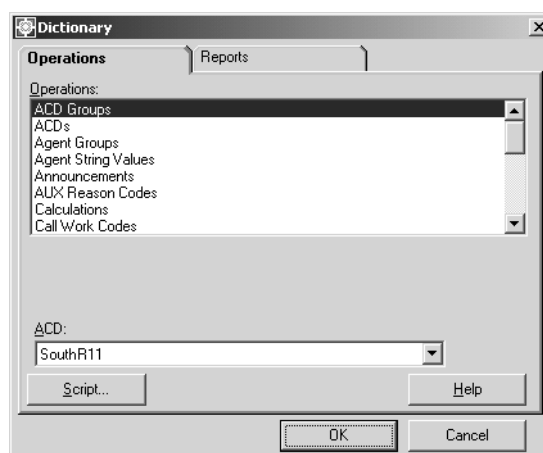 Dictionary
Operations
Reports
Operations:
ACD Groups
ACDs
Agent Groups
Agent String Values
Announcements
AUX Reason Codes
Calculations
Call Work Codes
ACD:
SouthR11
Script...
Help
OK
Cancel